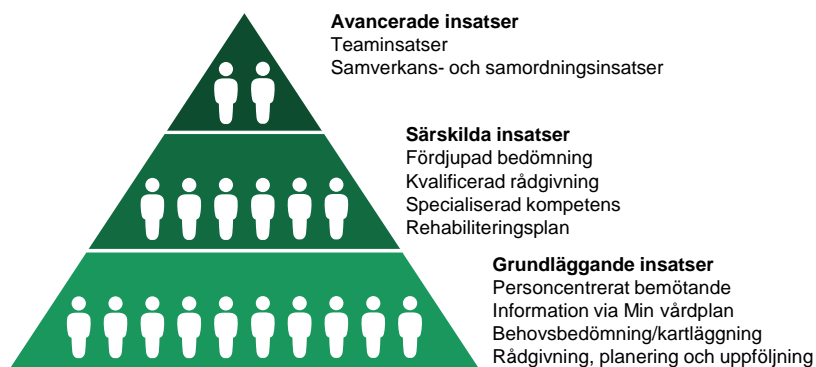 Avancerade insatser
Teaminsatser
Samverkans- och samordningsinsatser
Särskilda insatser
Fördjupad bedömning
Kvalificerad rådgivning
Specialiserad kompetens
Rehabiliteringsplan
Grundläggande insatser
Personcentrerat bemötande
Information via Min vårdplan
Behovsbedömning/kartläggning
Rådgivning, planering och uppföljning